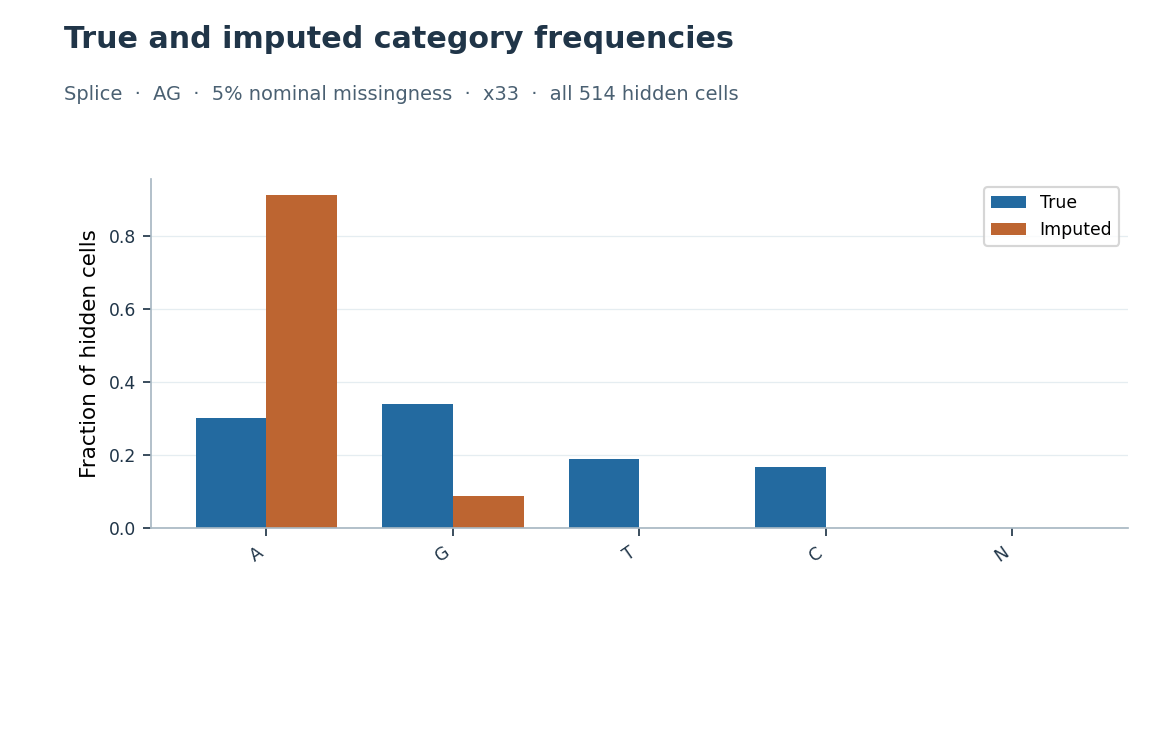 True and imputed category frequencies
Splice · AG · 5% nominal missingness · x33 · all 514 hidden cells
True
Imputed
Fraction of hidden cells
0.8
0.6
0.4
0.2
0.0
A
G
T
C
N